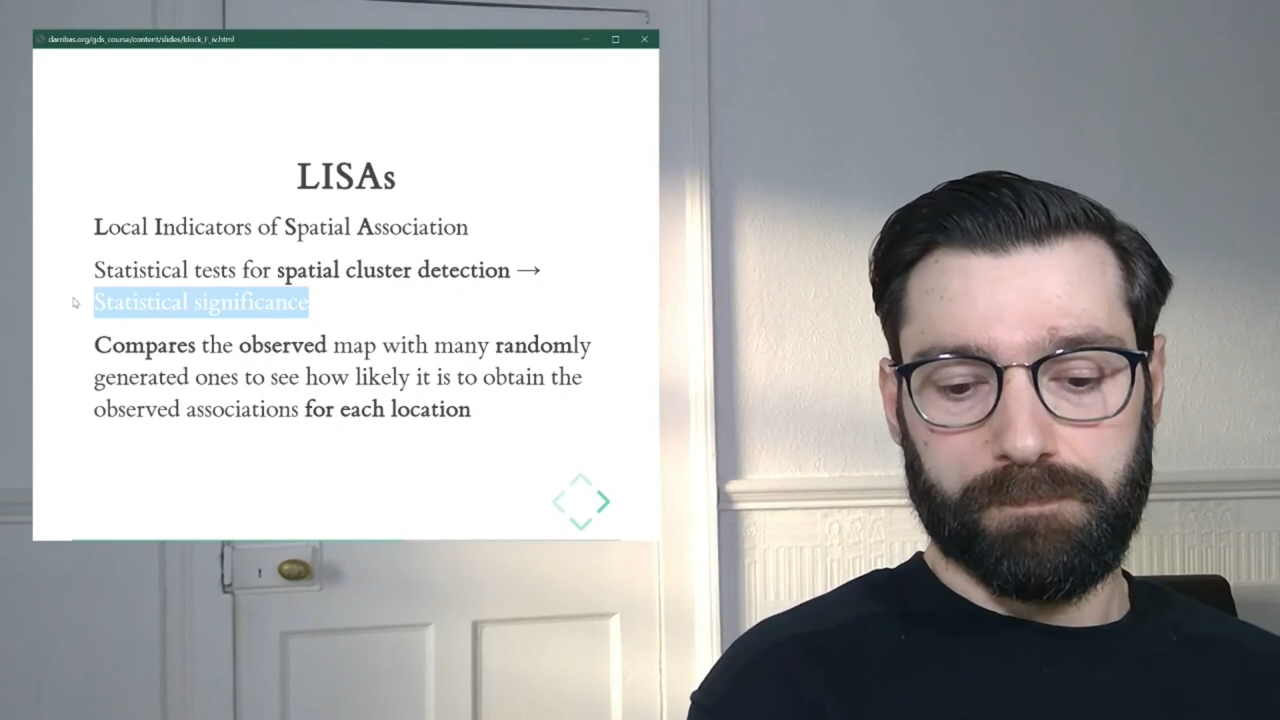 darribas.org/gds_course/content/slides/block_F_iv.html
LISAs
Local Indicators of Spatial Association
Statistical tests for spatial cluster detection →
Statistical significance
Compares the observed map with many randomly
generated ones to see how likely it is to obtain the
observed associations for each location